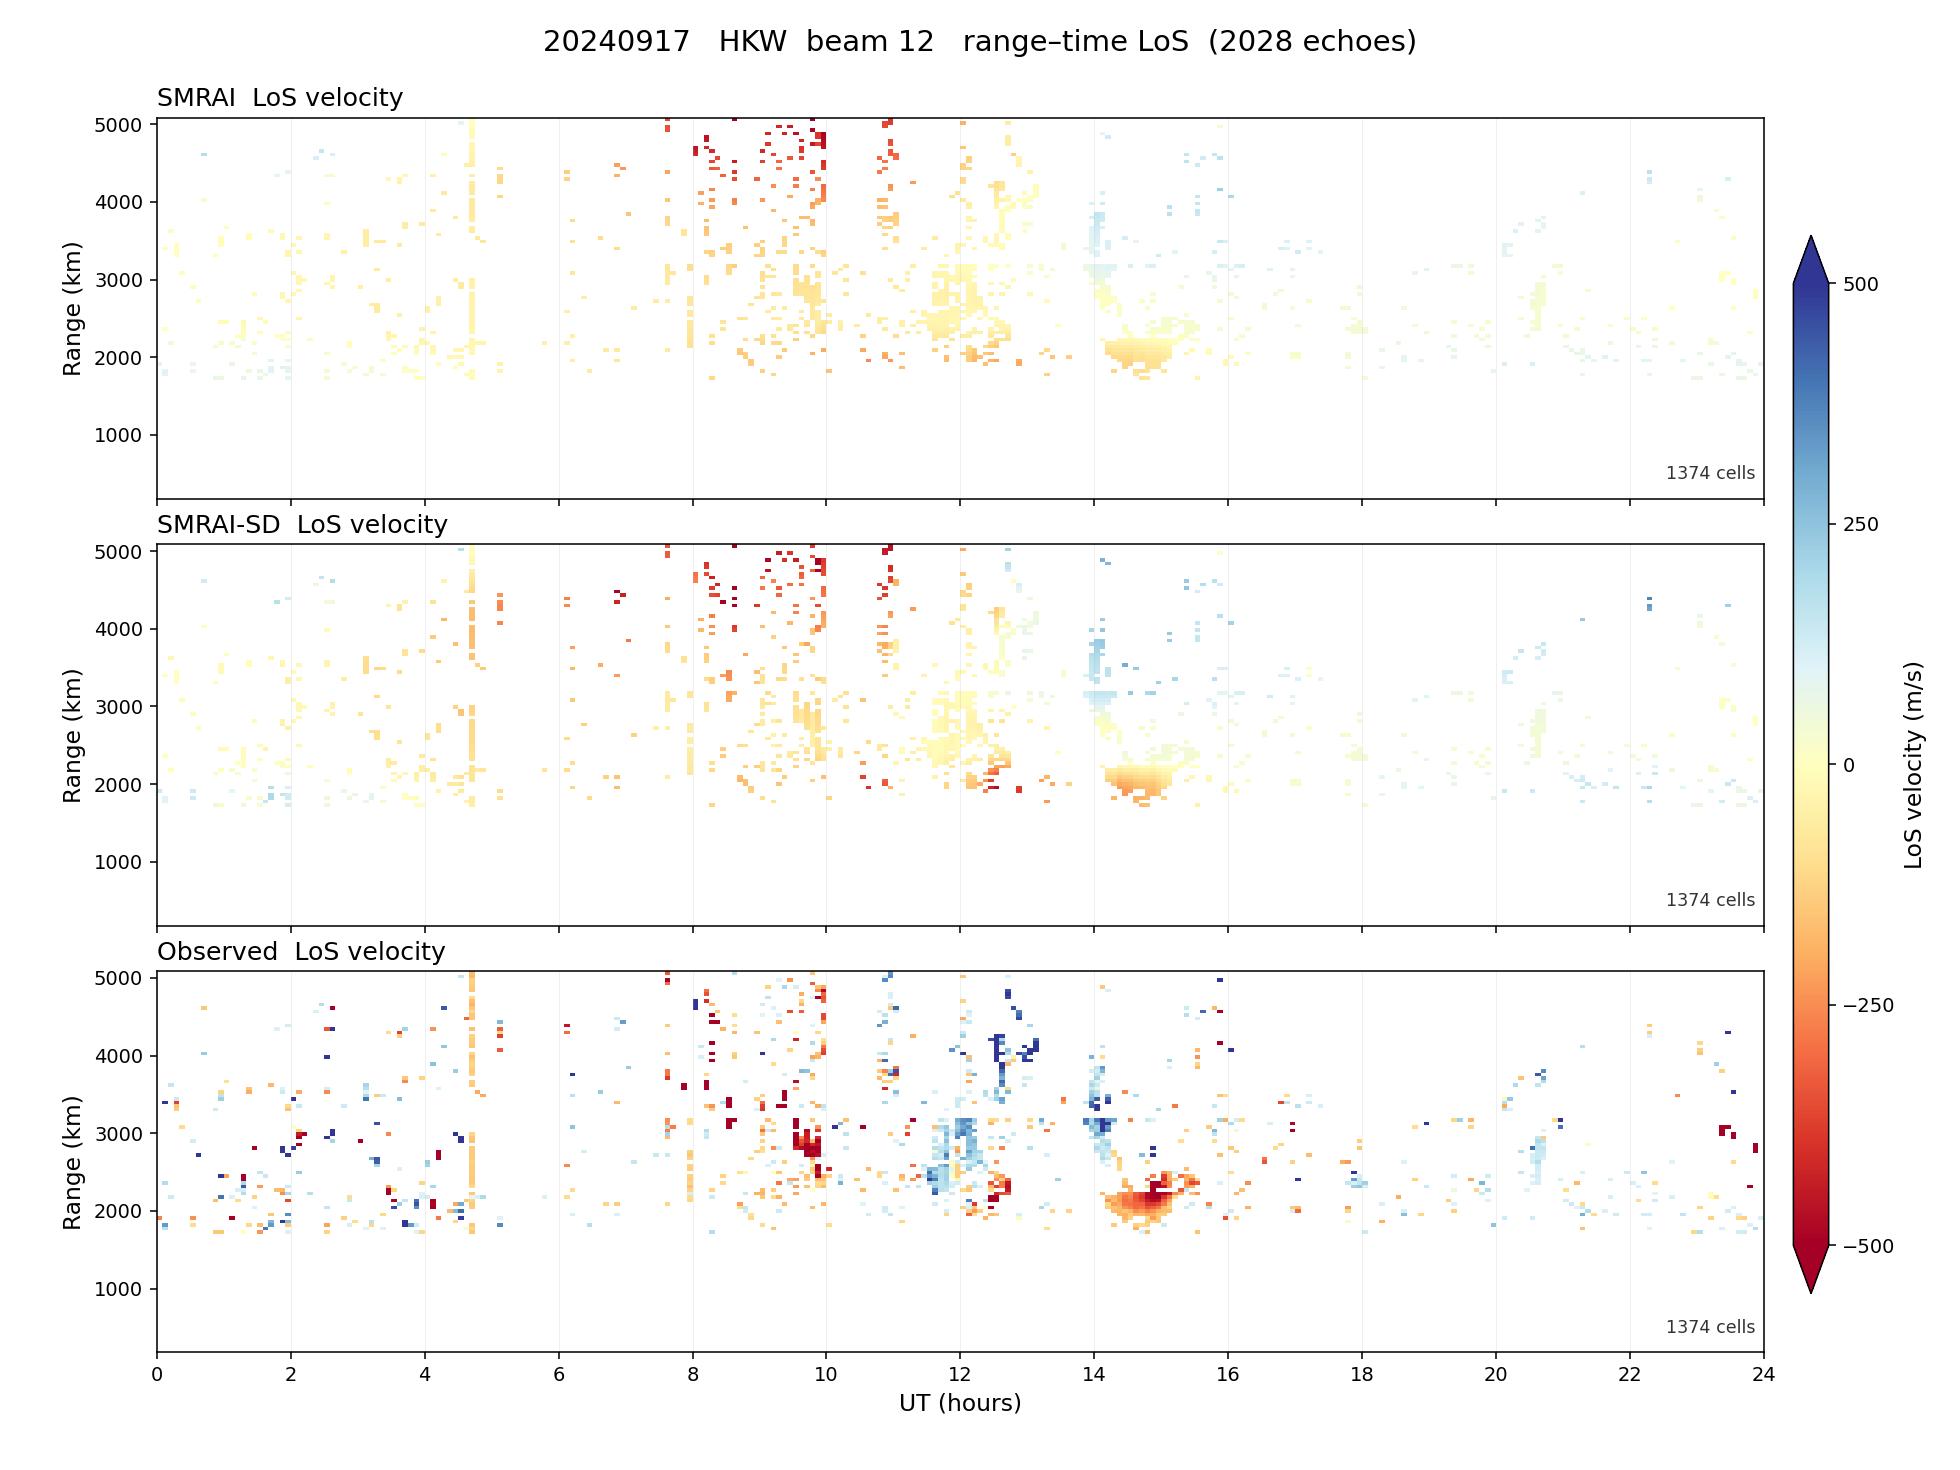 20240917   HKW  beam 12   range–time LoS  (2028 echoes)
SMRAI  LoS velocity
5000
4000
3000
2000
1000
Range (km)
1374 cells
SMRAI-SD  LoS velocity
5000
4000
3000
2000
1000
Range (km)
1374 cells
Observed  LoS velocity
5000
4000
3000
2000
1000
Range (km)
1374 cells
0 2 4 6 8 10 12 14 16 18 20 22 24
UT (hours)
500
250
0
−250
−500
LoS velocity (m/s)